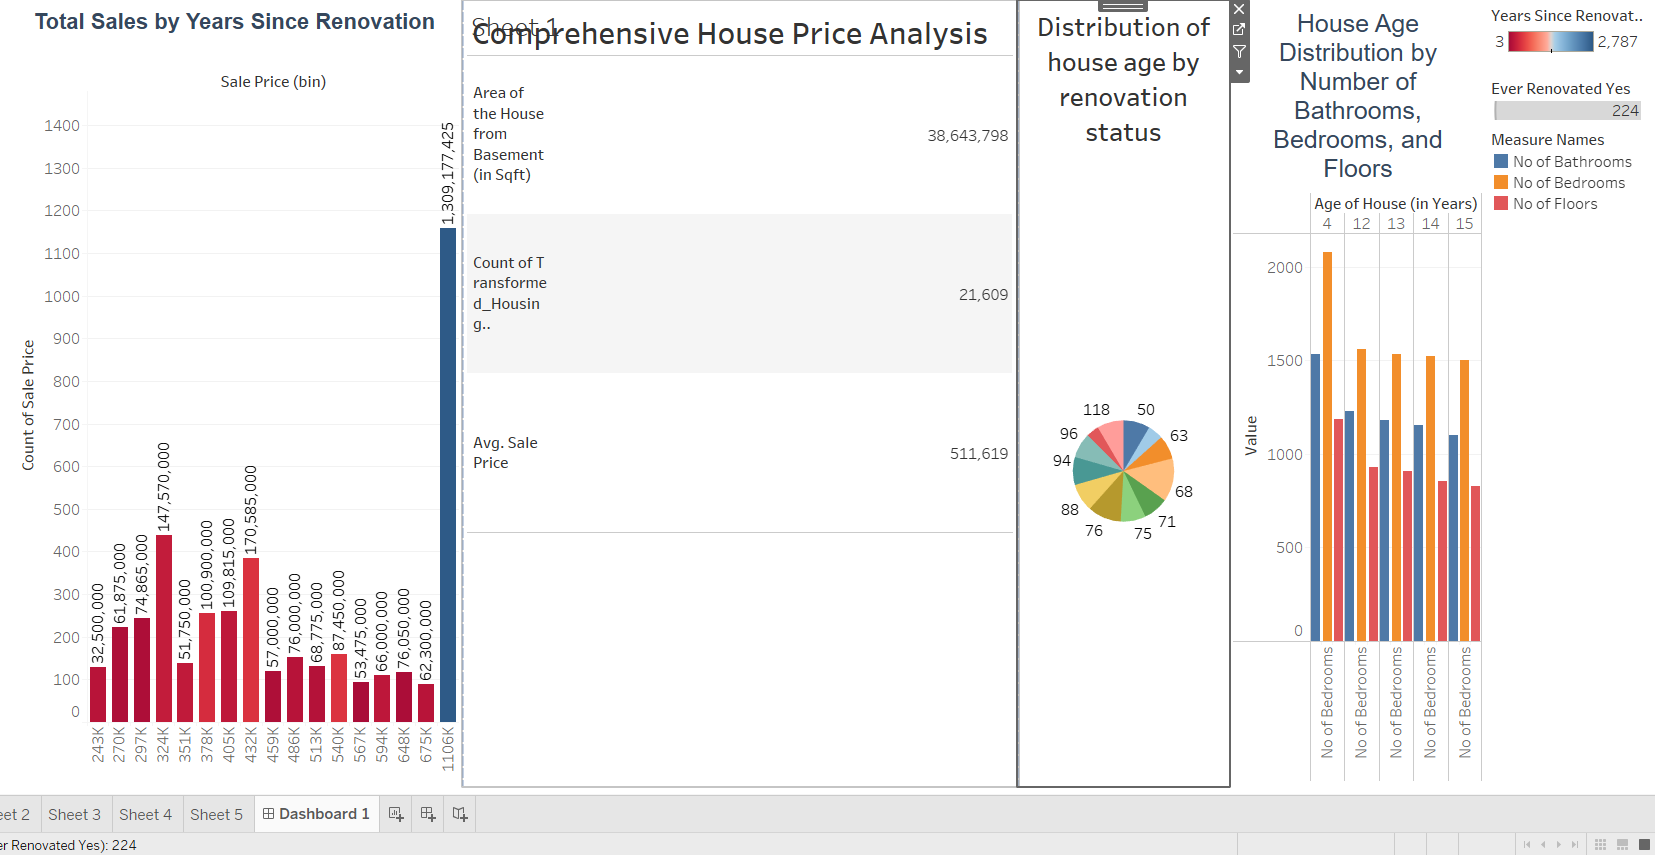 Total Sales by Years Since Renovation
Sale Price (bin)
Count of Sale Price
1400
1300
1200
1100
1000
900
800
700
600
500
400
300
200
100
0
32,500,000
61,875,000
74,865,000
147,570,000
51,750,000
100,900,000
109,815,000
170,585,000
57,000,000
76,000,000
68,775,000
87,450,000
53,475,000
66,000,000
76,050,000
62,300,000
1,309,177,425
243K
270K
297K
324K
351K
378K
405K
432K
459K
486K
513K
540K
567K
594K
648K
675K
1106K
Sheet 1
Comprehensive House Price Analysis
Area of
the House
from
Basement
(in Sqft)
38,643,798
Count of T
ransforme
d_Housin
g..
21,609
Avg. Sale
Price
511,619
Distribution of
house age by
renovation
status
118
50
96
63
94
68
88
71
76
75
House Age
Distribution by
Number of
Bathrooms,
Bedrooms, and
Floors
Age of House (in Years)
4 12 13 14 15
Value
2000
1500
1000
500
0
No of Bedrooms
No of Bedrooms
No of Bedrooms
No of Bedrooms
No of Bedrooms
Years Since Renovat..
3 2,787
Ever Renovated Yes
224
Measure Names
No of Bathrooms
No of Bedrooms
No of Floors
eet 2 Sheet 3 Sheet 4 Sheet 5 Dashboard 1
er Renovated Yes): 224